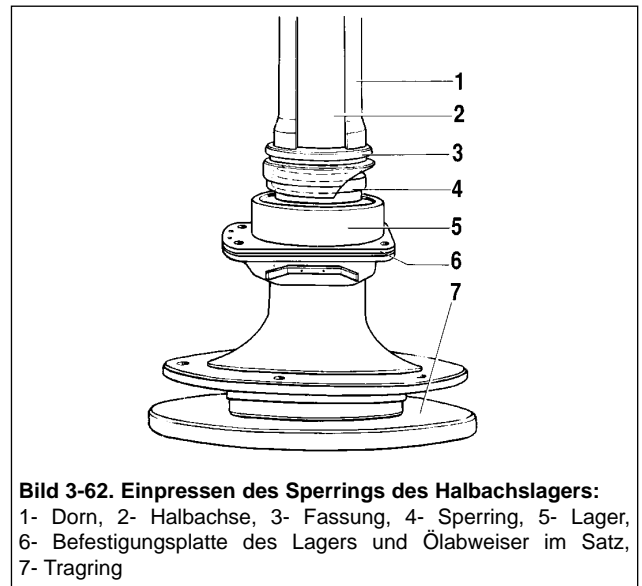 1
2
3
4
5
6
7
Bild 3-62. Einpressen des Sperrings des Halbachslagers:
1- Dorn, 2- Halbachse, 3- Fassung, 4- Sperring, 5- Lager,
6- Befestigungsplatte des Lagers und Ölabweiser im Satz,
7- Tragring